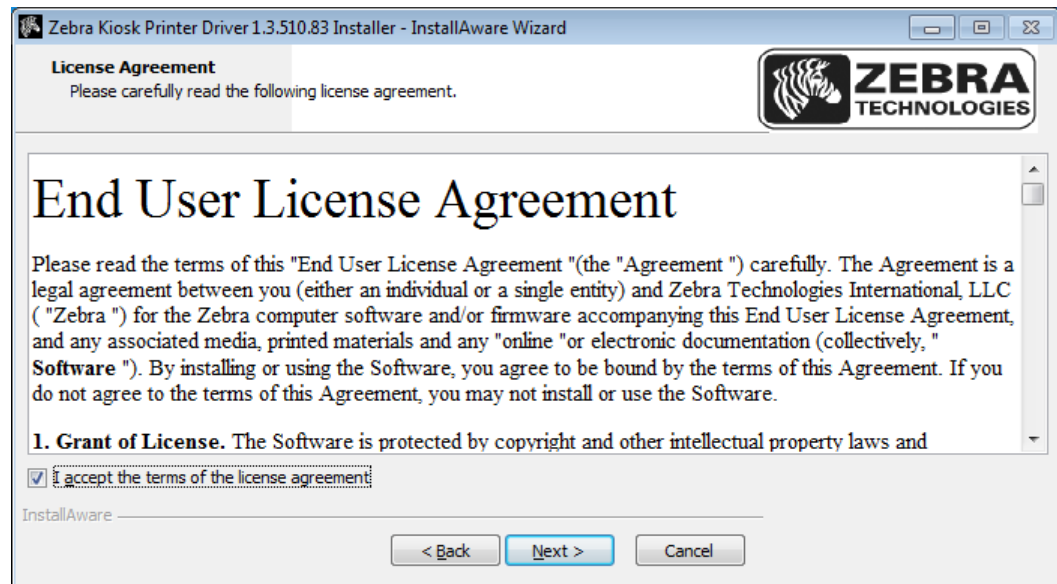 Zebra Kiosk Printer Driver 1.3.510.83 Installer - InstallAware Wizard
License Agreement
Please carefully read the following license agreement.
ZEBRA
TECHNOLOGIES
End User License Agreement
Please read the terms of this "End User License Agreement "(the "Agreement ") carefully. The Agreement is a
legal agreement between you (either an individual or a single entity) and Zebra Technologies International, LLC
( "Zebra ") for the Zebra computer software and/or firmware accompanying this End User License Agreement,
and any associated media, printed materials and any "online "or electronic documentation (collectively, "
Software "). By installing or using the Software, you agree to be bound by the terms of this Agreement. If you
do not agree to the terms of this Agreement, you may not install or use the Software.
1. Grant of License. The Software is protected by copyright and other intellectual property laws and
I accept the terms of the license agreement
InstallAware
< Back Next > Cancel